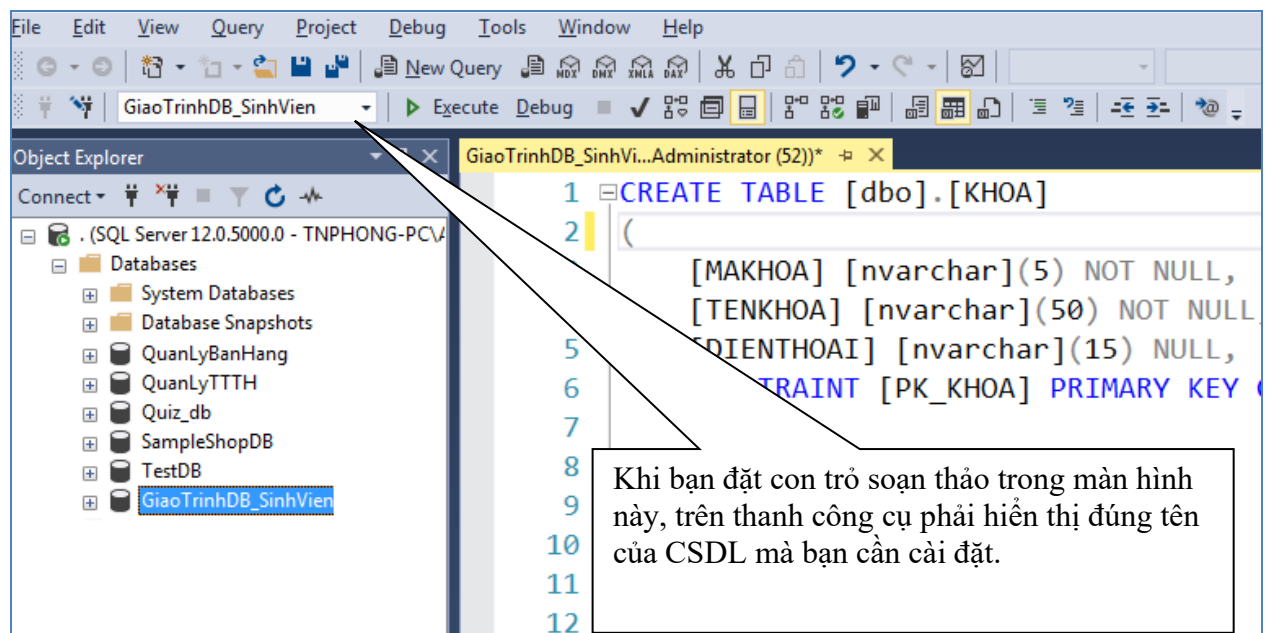 File Edit View Query Project Debug Tools Window Help
New Query MDX DMX XMLA DAX
GiaoTrinhDB_SinhVien Execute Debug
Object Explorer
GiaoTrinhDB_SinhVi...Administrator (52))*
Connect
. (SQL Server 12.0.5000.0 - TNPHONG-PC\A
Databases
System Databases
Database Snapshots
QuanLyBanHang
QuanLyTTTH
Quiz_db
SampleShopDB
TestDB
GiaoTrinhDB_SinhVien
1 CREATE TABLE [dbo].[KHOA]
2 (
[MAKHOA] [nvarchar](5) NOT NULL,
[TENKHOA] [nvarchar](50) NOT NULL,
5 [DIENTHOAI] [nvarchar](15) NULL,
6 TRAINT [PK_KHOA] PRIMARY KEY
7
8
9
10
11
12
Khi bạn đặt con trỏ soạn thảo trong màn hình
này, trên thanh công cụ phải hiển thị đúng tên
của CSDL mà bạn cần cài đặt.